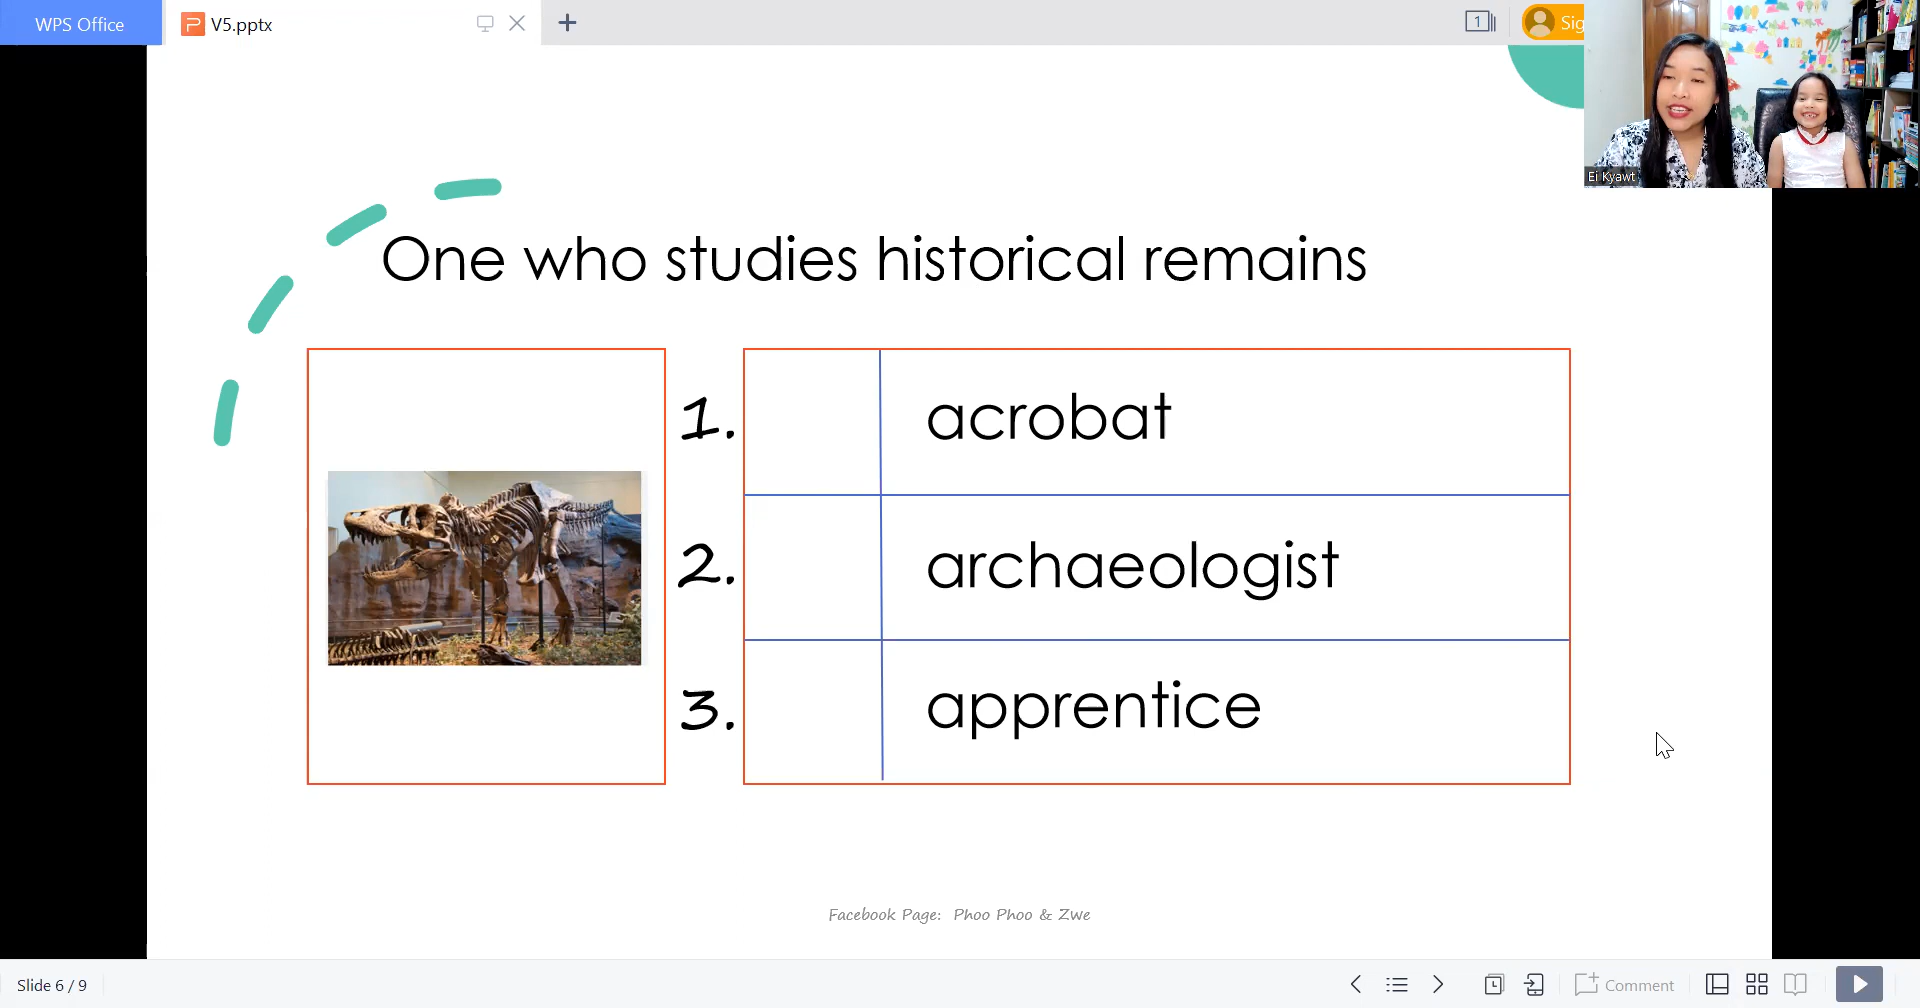 WPS Office
V5.pptx
1
Sig
Ei Kyawt
One who studies historical remains
1. acrobat
2. archaeologist
3. apprentice
Facebook Page: Phoo Phoo & Zwe
Slide 6 / 9
Comment